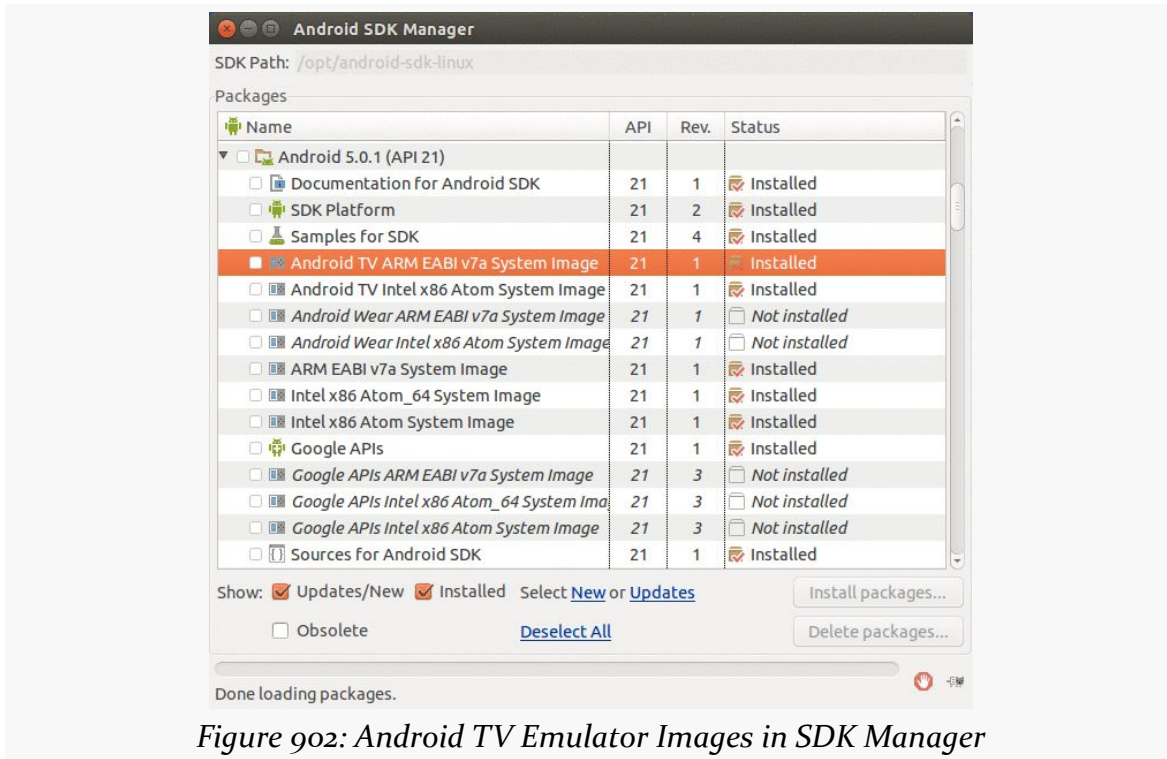 Android SDK Manager
SDK Path: /opt/android-sdk-linux
Packages
Name API Rev. Status
Android 5.0.1 (API 21)
Documentation for Android SDK 21 1 Installed
SDK Platform 21 2 Installed
Samples for SDK 21 4 Installed
Android TV ARM EABI v7a System Image 21 1 Installed
Android TV Intel x86 Atom System Image 21 1 Installed
Android Wear ARM EABI v7a System Image 21 1 Not installed
Android Wear Intel x86 Atom System Image 21 1 Not installed
ARM EABI v7a System Image 21 1 Installed
Intel x86 Atom_64 System Image 21 1 Installed
Intel x86 Atom System Image 21 1 Installed
Google APIs 21 1 Installed
Google APIs ARM EABI v7a System Image 21 3 Not installed
Google APIs Intel x86 Atom_64 System Ima 21 3 Not installed
Google APIs Intel x86 Atom System Image 21 3 Not installed
Sources for Android SDK 21 1 Installed
Show: Updates/New Installed Select New or Updates Install packages...
Obsolete Deselect All Delete packages...
Done loading packages.
Figure 902: Android TV Emulator Images in SDK Manager